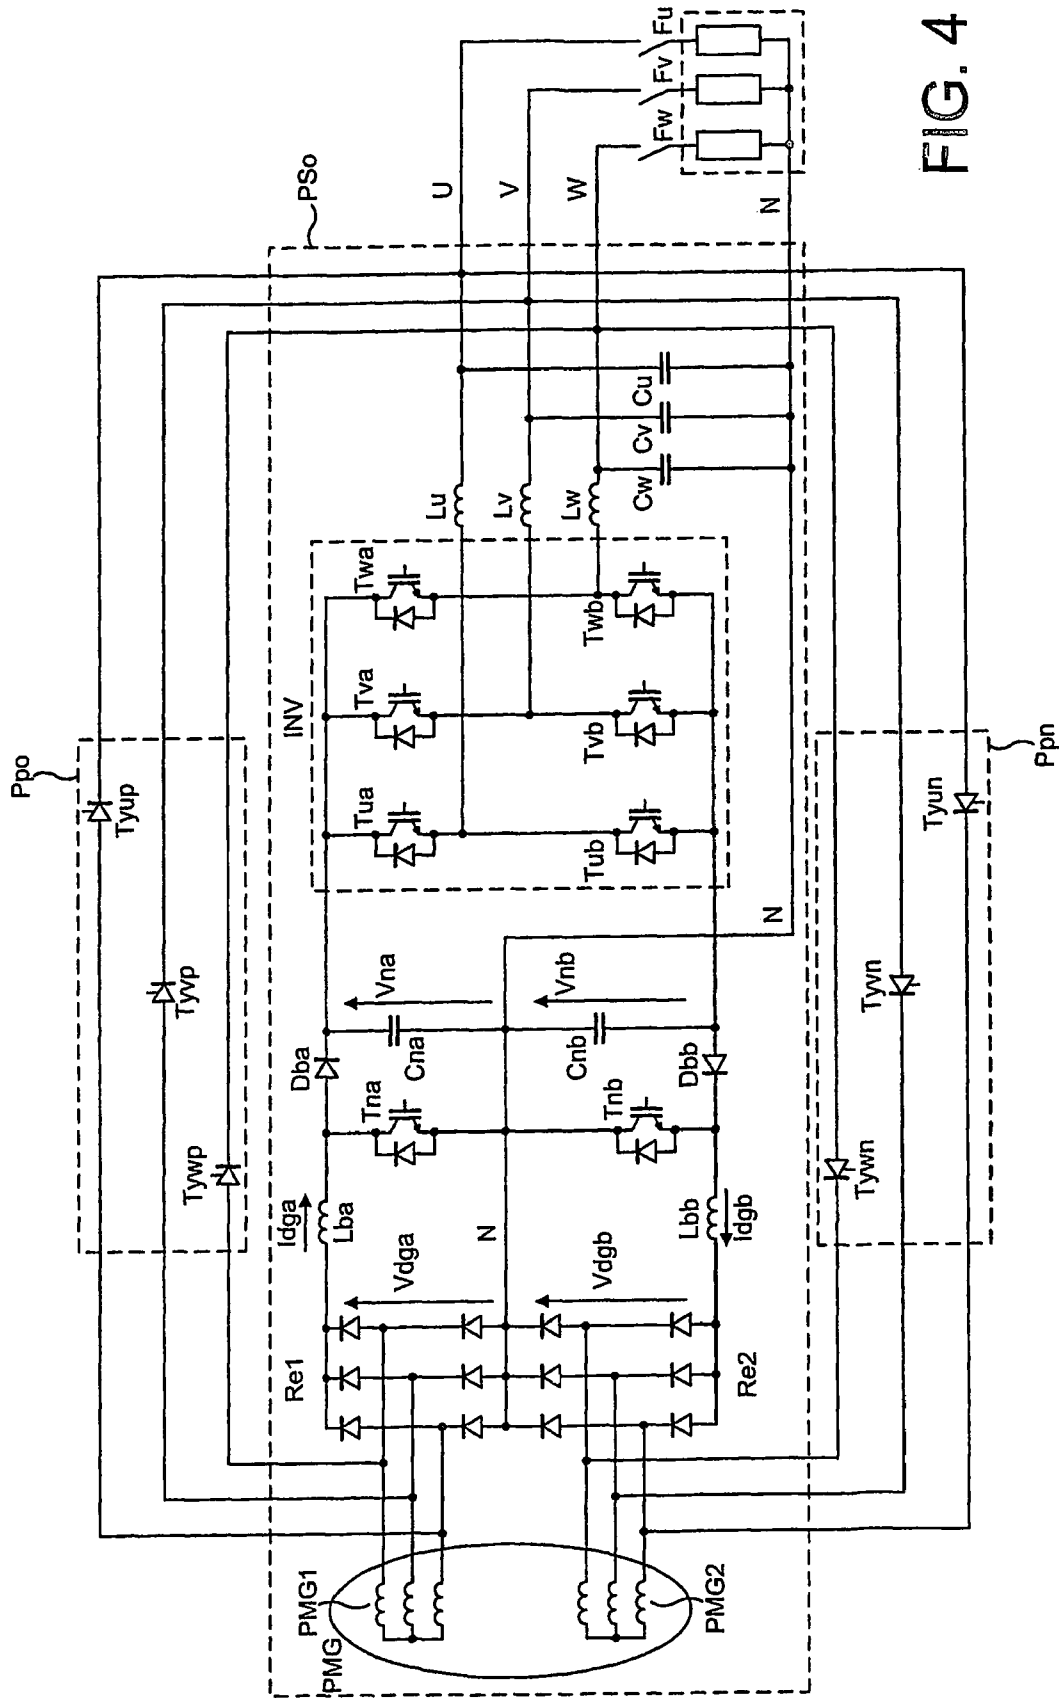 Ppo
Tyup
Tyvp
Tywp
PSo
INV
Tua
Tva
Twa
Tub
Tvb
Twb
Lu
Lv
Lw
U
V
W
N
Fu
Fv
Fw
Cu
Cv
Cw
Idga
Lba
Dba
Tna
Cna
Vna
Vdga
N
Vdgb
Tnb
Cnb
Vnb
Lbb
Idgb
Dbb
N
Re1
Re2
PMG1
PMG
PMG2
Tyun
Tyvn
Tywn
Ppn
FIG. 4